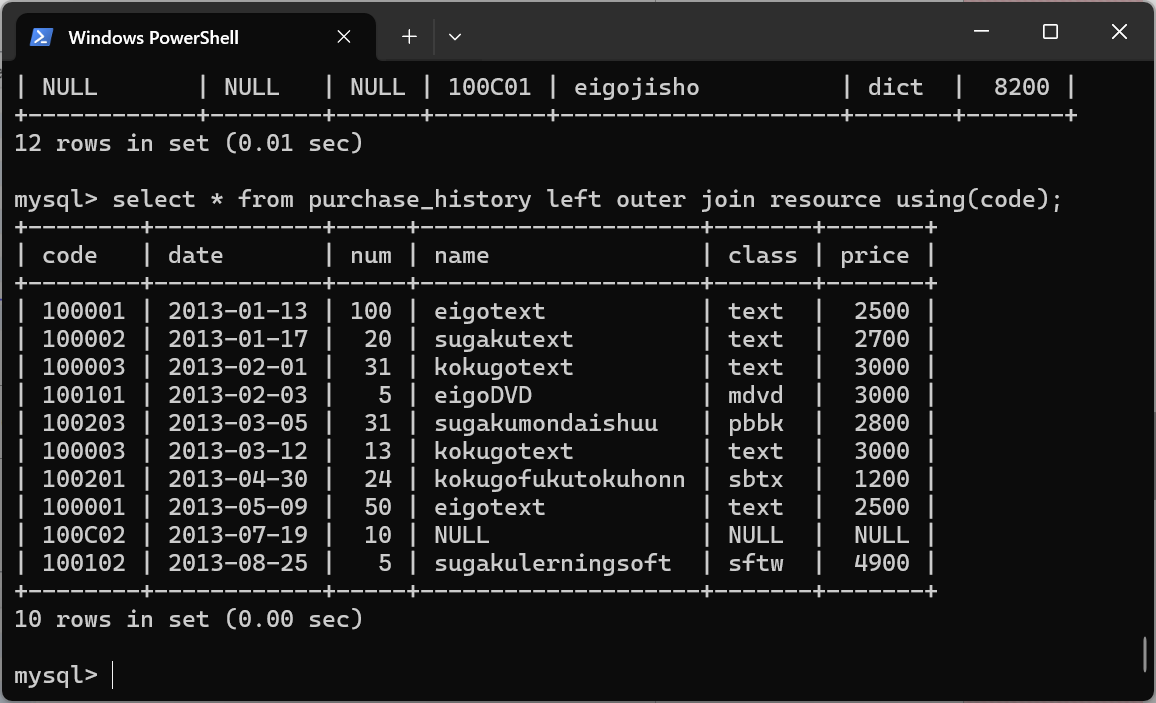 Windows PowerShell
| NULL       | NULL   | NULL | 100C01 | eigojisho          | dict  |  8200 |
+------------+--------+------+--------+--------------------+-------+-------+
12 rows in set (0.01 sec)
mysql> select * from purchase_history left outer join resource using(code);
+--------+------------+-----+--------------------+-------+-------+
| code   | date       | num | name               | class | price |
+--------+------------+-----+--------------------+-------+-------+
| 100001 | 2013-01-13 | 100 | eigotext           | text  |  2500 |
| 100002 | 2013-01-17 |  20 | sugakutext         | text  |  2700 |
| 100003 | 2013-02-01 |  31 | kokugotext         | text  |  3000 |
| 100101 | 2013-02-03 |   5 | eigoDVD            | mdvd  |  3000 |
| 100203 | 2013-03-05 |  31 | sugakumondaishuu   | pbbk  |  2800 |
| 100003 | 2013-03-12 |  13 | kokugotext         | text  |  3000 |
| 100201 | 2013-04-30 |  24 | kokugofukutokuhonn | sbtx  |  1200 |
| 100001 | 2013-05-09 |  50 | eigotext           | text  |  2500 |
| 100C02 | 2013-07-19 |  10 | NULL               | NULL  |  NULL |
| 100102 | 2013-08-25 |   5 | sugakulerningsoft  | sftw  |  4900 |
+--------+------------+-----+--------------------+-------+-------+
10 rows in set (0.00 sec)
mysql>